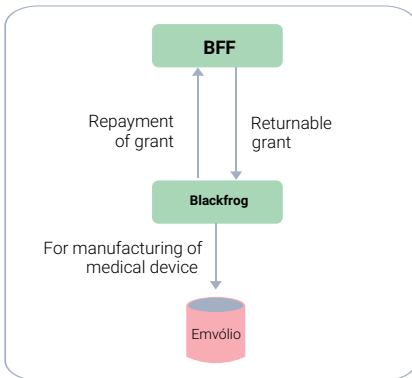 BFF
Repayment
of grant
Returnable
grant
Blackfrog
For manufacturing of
medical device
Emvólio